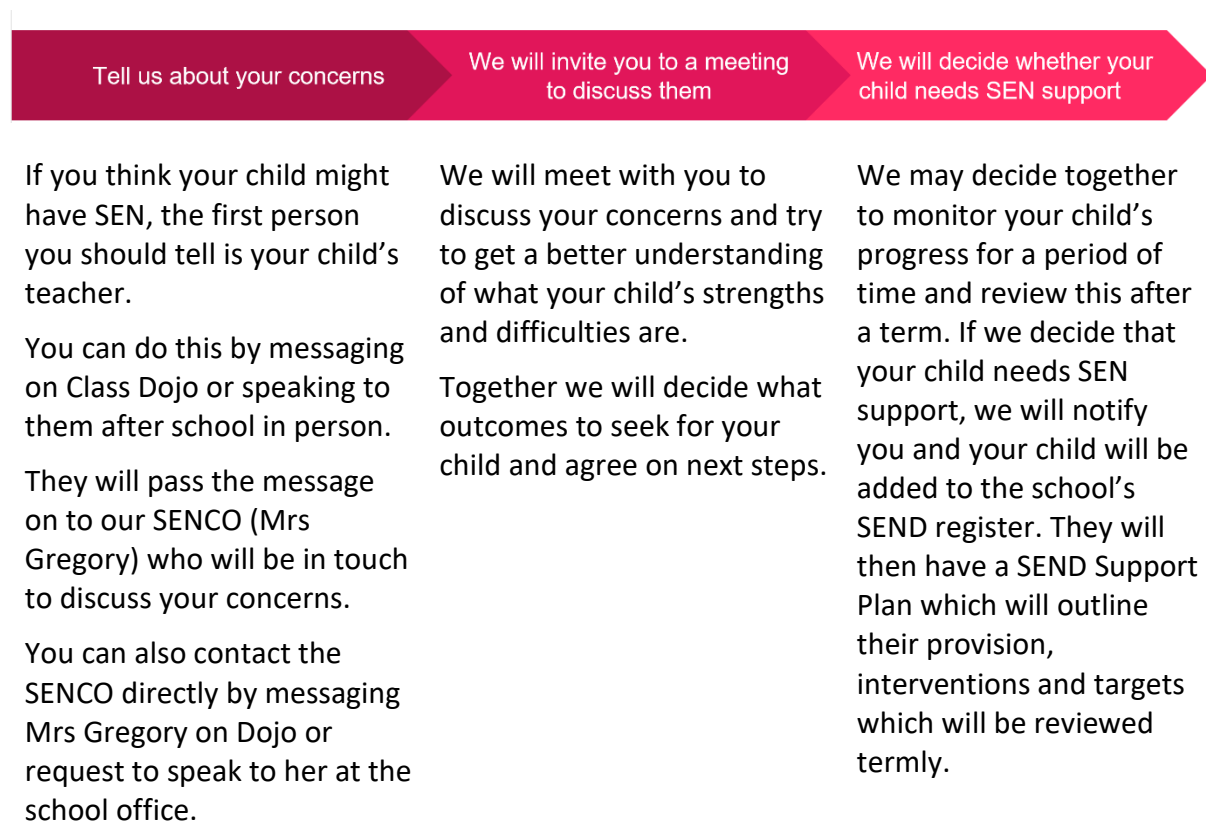 Tell us about your concerns
We will invite you to a meeting
to discuss them
We will decide whether your
child needs SEN support
If you think your child might
have SEN, the first person
you should tell is your child’s
teacher.
You can do this by messaging
on Class Dojo or speaking to
them after school in person.
They will pass the message
on to our SENCO (Mrs
Gregory) who will be in touch
to discuss your concerns.
You can also contact the
SENCO directly by messaging
Mrs Gregory on Dojo or
request to speak to her at the
school office.
We will meet with you to
discuss your concerns and try
to get a better understanding
of what your child’s strengths
and difficulties are.
Together we will decide what
outcomes to seek for your
child and agree on next steps.
We may decide together
to monitor your child’s
progress for a period of
time and review this after
a term. If we decide that
your child needs SEN
support, we will notify
you and your child will be
added to the school’s
SEND register. They will
then have a SEND Support
Plan which will outline
their provision,
interventions and targets
which will be reviewed
termly.